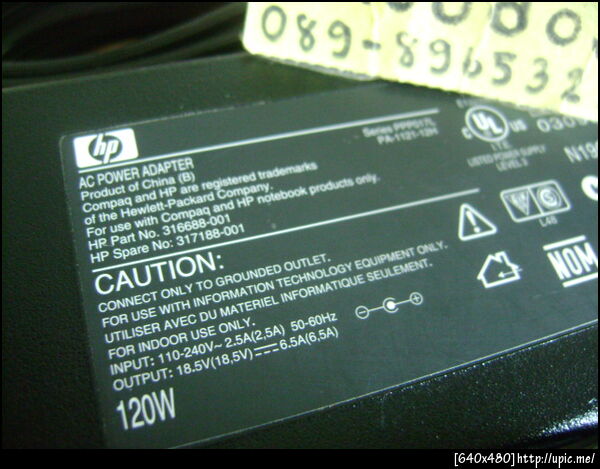 089-896532
hp
AC POWER ADAPTER
Product of China (B)
Compaq and HP are registered trademarks
of the Hewlett-Packard Company.
For use with Compaq and HP notebook products only.
HP Part No. 316688-001
HP Spare No: 317188-001
Series PPP017L
PA-1121-12H
UL US
I.T.E.
LISTED POWER SUPPLY
LEVEL 3
N19
L48
NOM
CAUTION:
CONNECT ONLY TO GROUNDED OUTLET.
FOR USE WITH INFORMATION TECHNOLOGY EQUIPMENT ONLY.
UTILISER AVEC DU MATERIEL INFORMATIQUE SEULEMENT.
FOR INDOOR USE ONLY.
INPUT: 110-240V~ 2.5A(2,5A) 50-60Hz
OUTPUT: 18.5V(18,5V)⎓6.5A(6.5A)
120W
[640x480]http://upic.me/